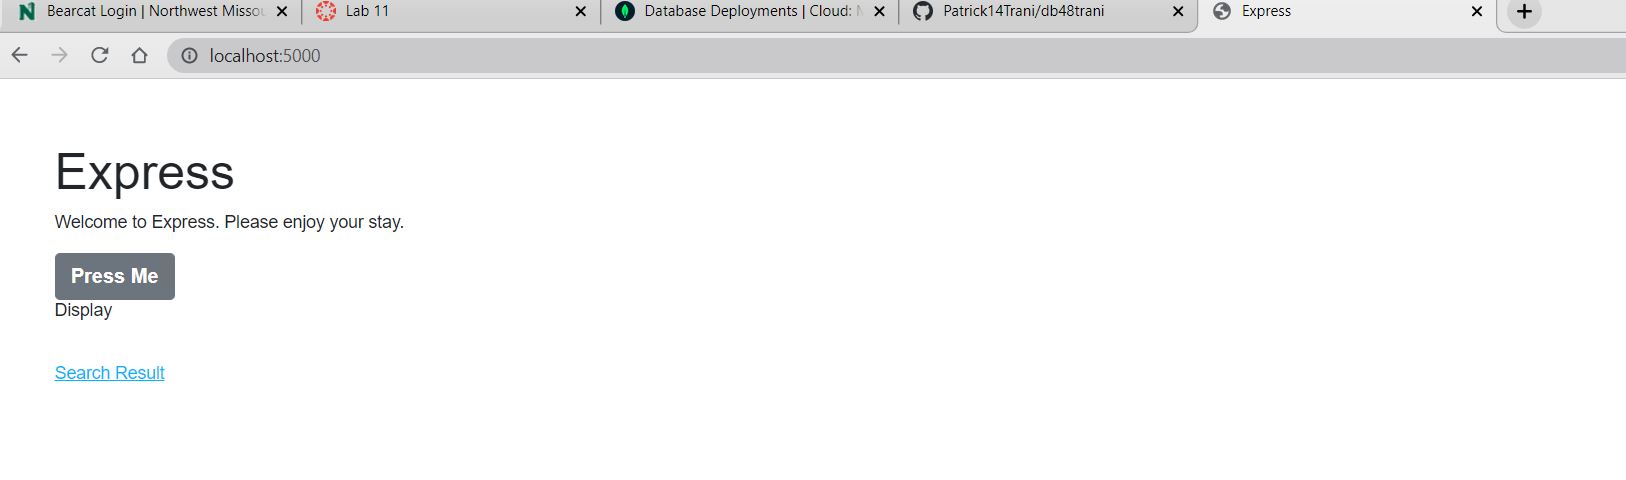 Bearcat Login | Northwest Missou
Lab 11
Database Deployments | Cloud: M
Patrick14Trani/db48trani
Express
localhost:5000
Express
Welcome to Express. Please enjoy your stay.
Press Me
Display
Search Result